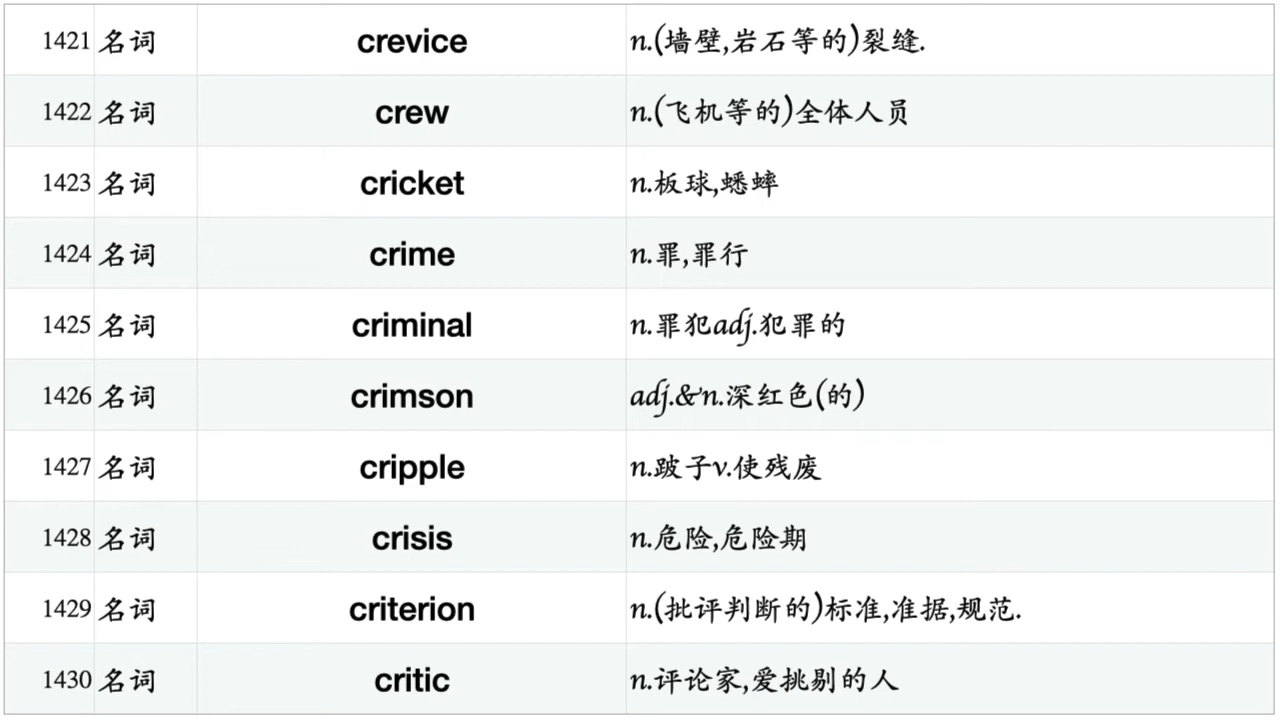 1421 名词 crevice n.(墙壁,岩石等的)裂缝.
1422 名词 crew n.(飞机等的)全体人员
1423 名词 cricket n.板球,蟋蟀
1424 名词 crime n.罪,罪行
1425 名词 criminal n.罪犯adj.犯罪的
1426 名词 crimson adj.&n.深红色(的)
1427 名词 cripple n.跛子v.使残废
1428 名词 crisis n.危险,危险期
1429 名词 criterion n.(批评判断的)标准,准据,规范.
1430 名词 critic n.评论家,爱挑剔的人